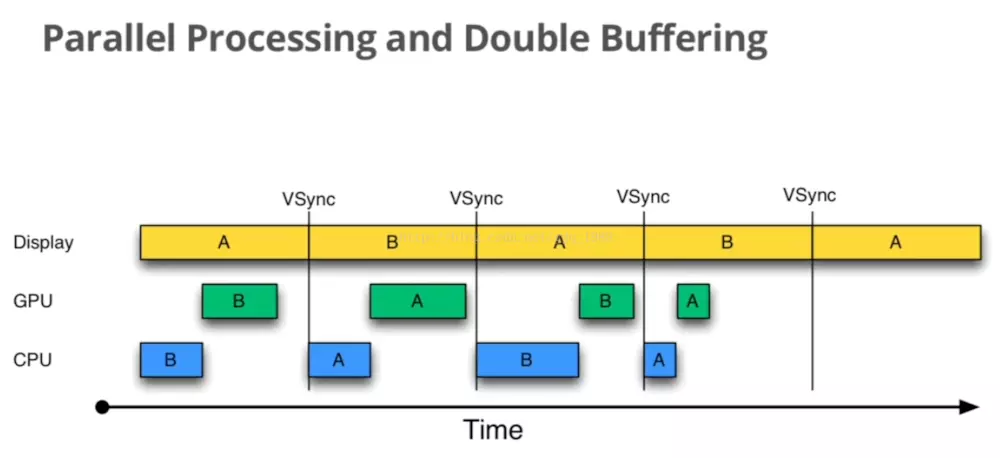 Parallel Processing and Double Buffering
VSync VSync VSync VSync
Display A B A B A
GPU B A B A
CPU B A B A
Time